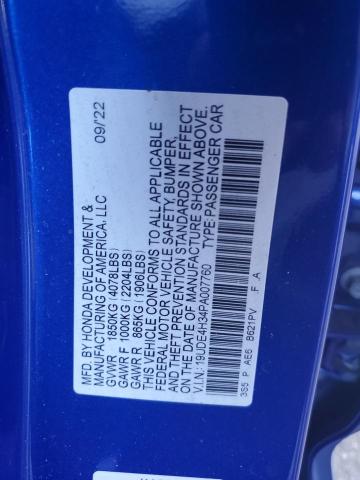 MFD. BY HONDA DEVELOPMENT &
MANUFACTURING OF AMERICA, LLC 09/22
GVWR 1850KG (4078LBS)
GAWR F 1000KG (2204LBS)
GAWR R 865KG (1906LBS)
THIS VEHICLE CONFORMS TO ALL APPLICABLE
FEDERAL MOTOR VEHICLE SAFETY, BUMPER,
AND THEFT PREVENTION STANDARDS IN EFFECT
ON THE DATE OF MANUFACTURE SHOWN ABOVE.
V.I.N.: 19UDE4H34PA007760 TYPE: PASSENGER CAR
3S5 P AE6 B621PV F A